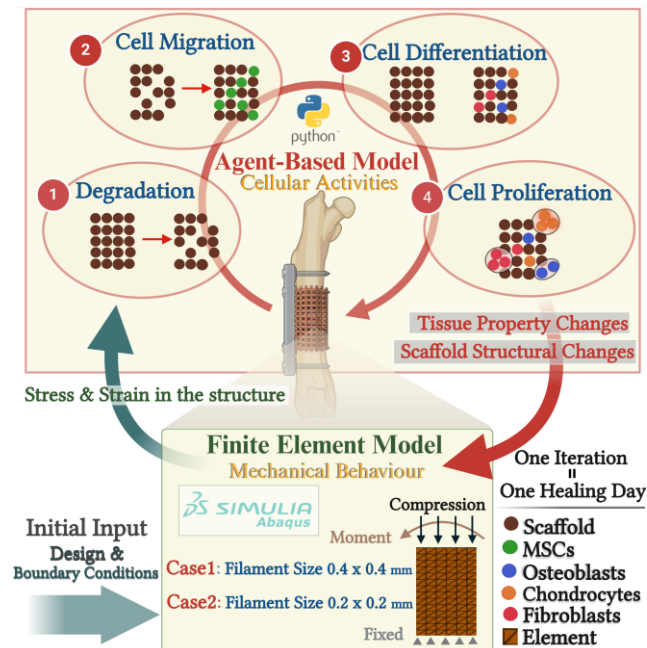 2
Cell Migration
3
Cell Differentiation
python™
Agent-Based Model
Cellular Activities
1
Degradation
4
Cell Proliferation
Tissue Property Changes
Scaffold Structural Changes
Stress & Strain in the structure
Finite Element Model
Mechanical Behaviour
SIMULIA
Abaqus
Compression
Moment
Case1: Filament Size 0.4 x 0.4 mm
Case2: Filament Size 0.2 x 0.2 mm
Fixed
Initial Input
Design &
Boundary Conditions
One Iteration
=
One Healing Day
Scaffold
MSCs
Osteoblasts
Chondrocytes
Fibroblasts
Element